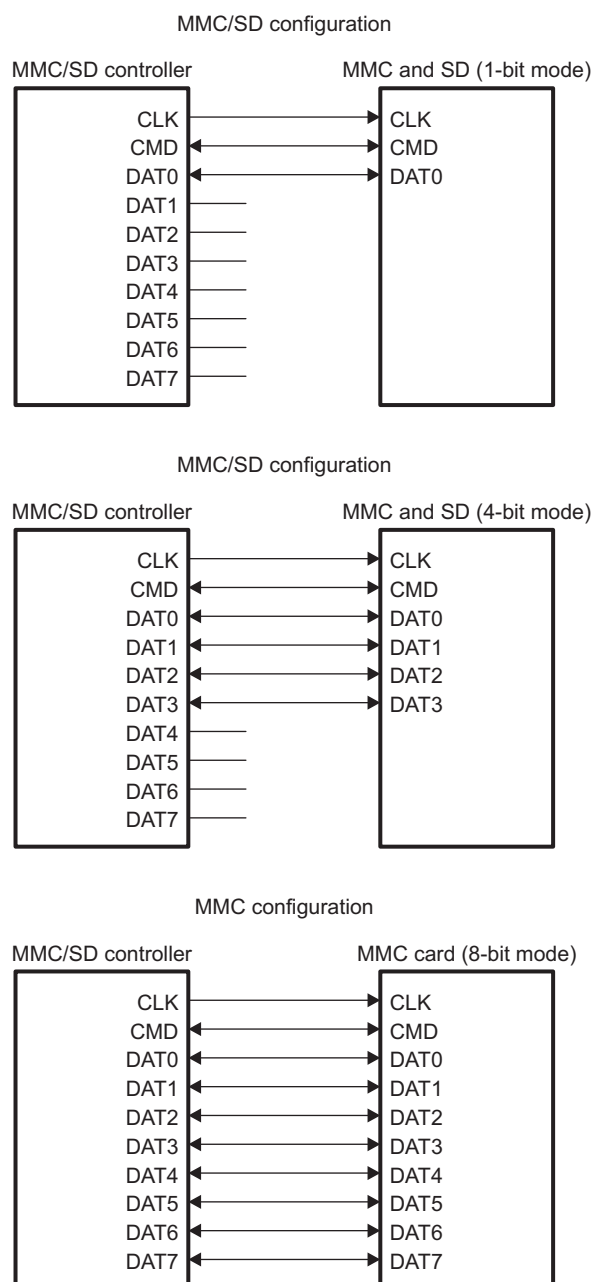 MMC/SD configuration
MMC/SD controller MMC and SD (1-bit mode)
CLK CLK
CMD CMD
DAT0 DAT0
DAT1
DAT2
DAT3
DAT4
DAT5
DAT6
DAT7
MMC/SD configuration
MMC/SD controller MMC and SD (4-bit mode)
CLK CLK
CMD CMD
DAT0 DAT0
DAT1 DAT1
DAT2 DAT2
DAT3 DAT3
DAT4
DAT5
DAT6
DAT7
MMC configuration
MMC/SD controller MMC card (8-bit mode)
CLK CLK
CMD CMD
DAT0 DAT0
DAT1 DAT1
DAT2 DAT2
DAT3 DAT3
DAT4 DAT4
DAT5 DAT5
DAT6 DAT6
DAT7 DAT7